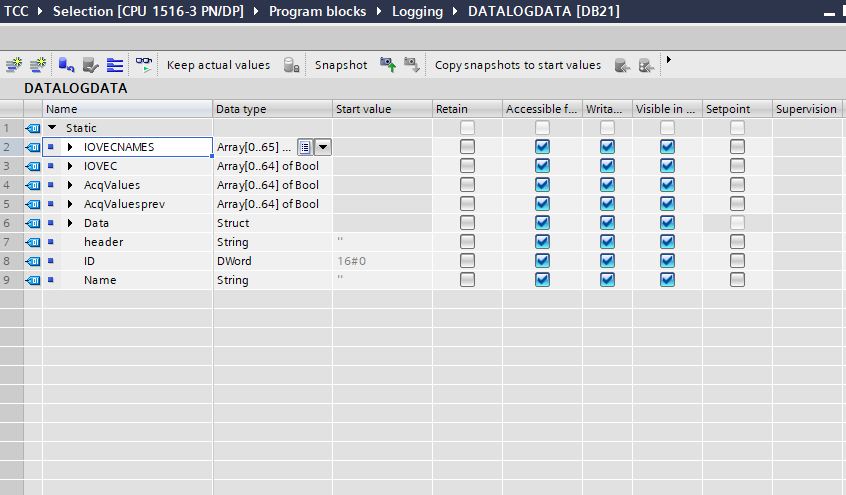 TCC Selection [CPU 1516-3 PN/DP] Program blocks Logging DATALOGDATA [DB21]
Keep actual values Snapshot Copy snapshots to start values
DATALOGDATA
Name Data type Start value Retain Accessible f... Writa... Visible in ... Setpoint Supervision
1 Static
2 IOVECNAMES Array[0..65] ...
3 IOVEC Array[0..64] of Bool
4 AcqValues Array[0..64] of Bool
5 AcqValuesprev Array[0..64] of Bool
6 Data Struct
7 header String ''
8 ID DWord 16#0
9 Name String ''